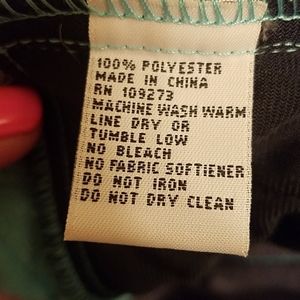 100% POLYESTER
MADE IN CHINA
RN 109273
MACHINE WASH WARM
LINE DRY OR
TUMBLE LOW
NO BLEACH
NO FABRIC SOFTIENER
DO NOT IRON
DO NOT DRY CLEAN